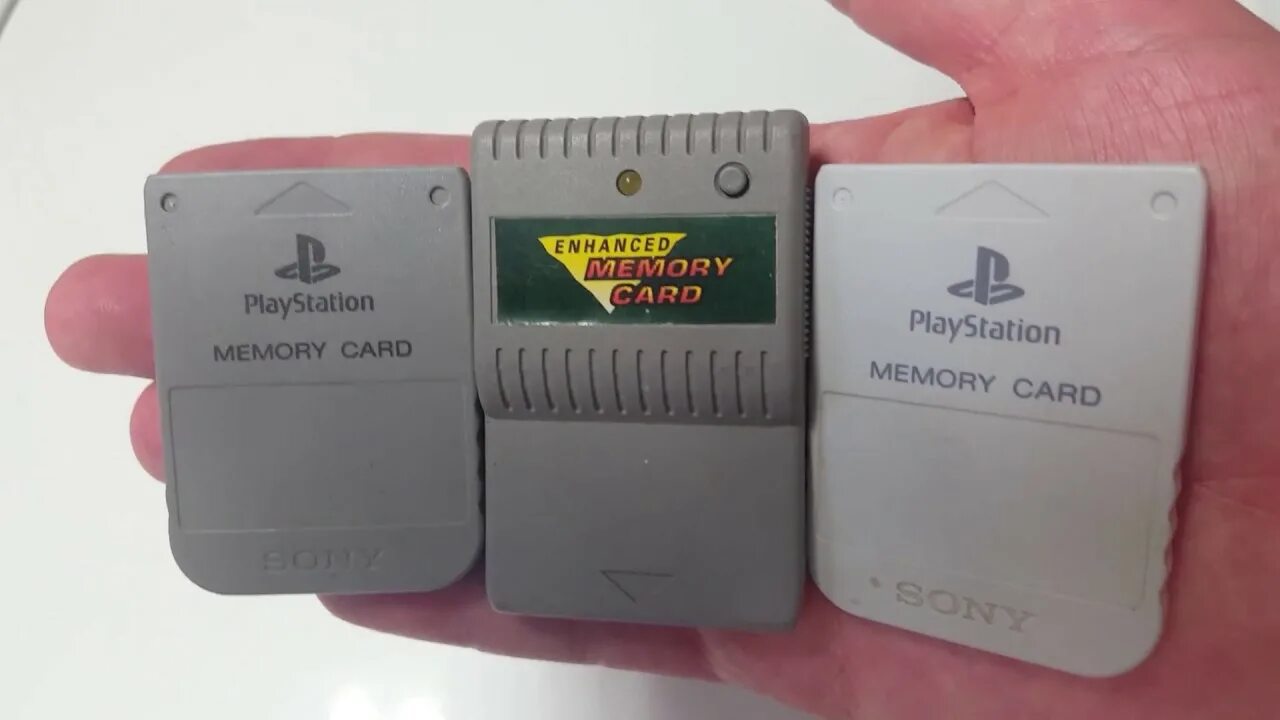 PlayStation
MEMORY CARD
SONY
ENHANCED
MEMORY
CARD
PlayStation
MEMORY CARD
SONY